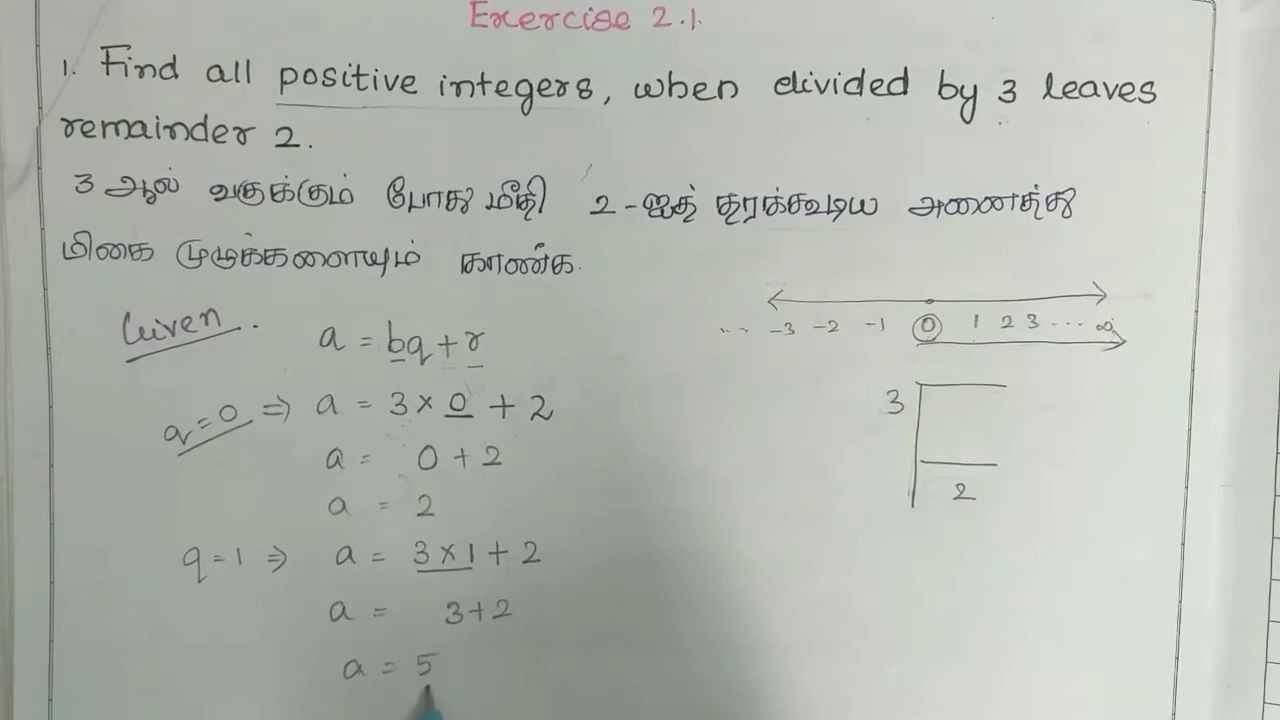 Exercise 2.1.
1. Find all positive integers, when divided by 3 leaves
remainder 2.
3 ஆல் வகுக்கும் போது மீதி 2-ஐத் தரக்கூடிய அனைத்து
மிகை முழுக்களையும் காண்க.
Given.
a = bq + r
... -3 -2 -1 0 1 2 3 ... ∞
q=0 ⇒ a = 3 × 0 + 2
3
a = 0 + 2
a = 2
2
q=1 ⇒ a = 3 × 1 + 2
a = 3+2
a = 5